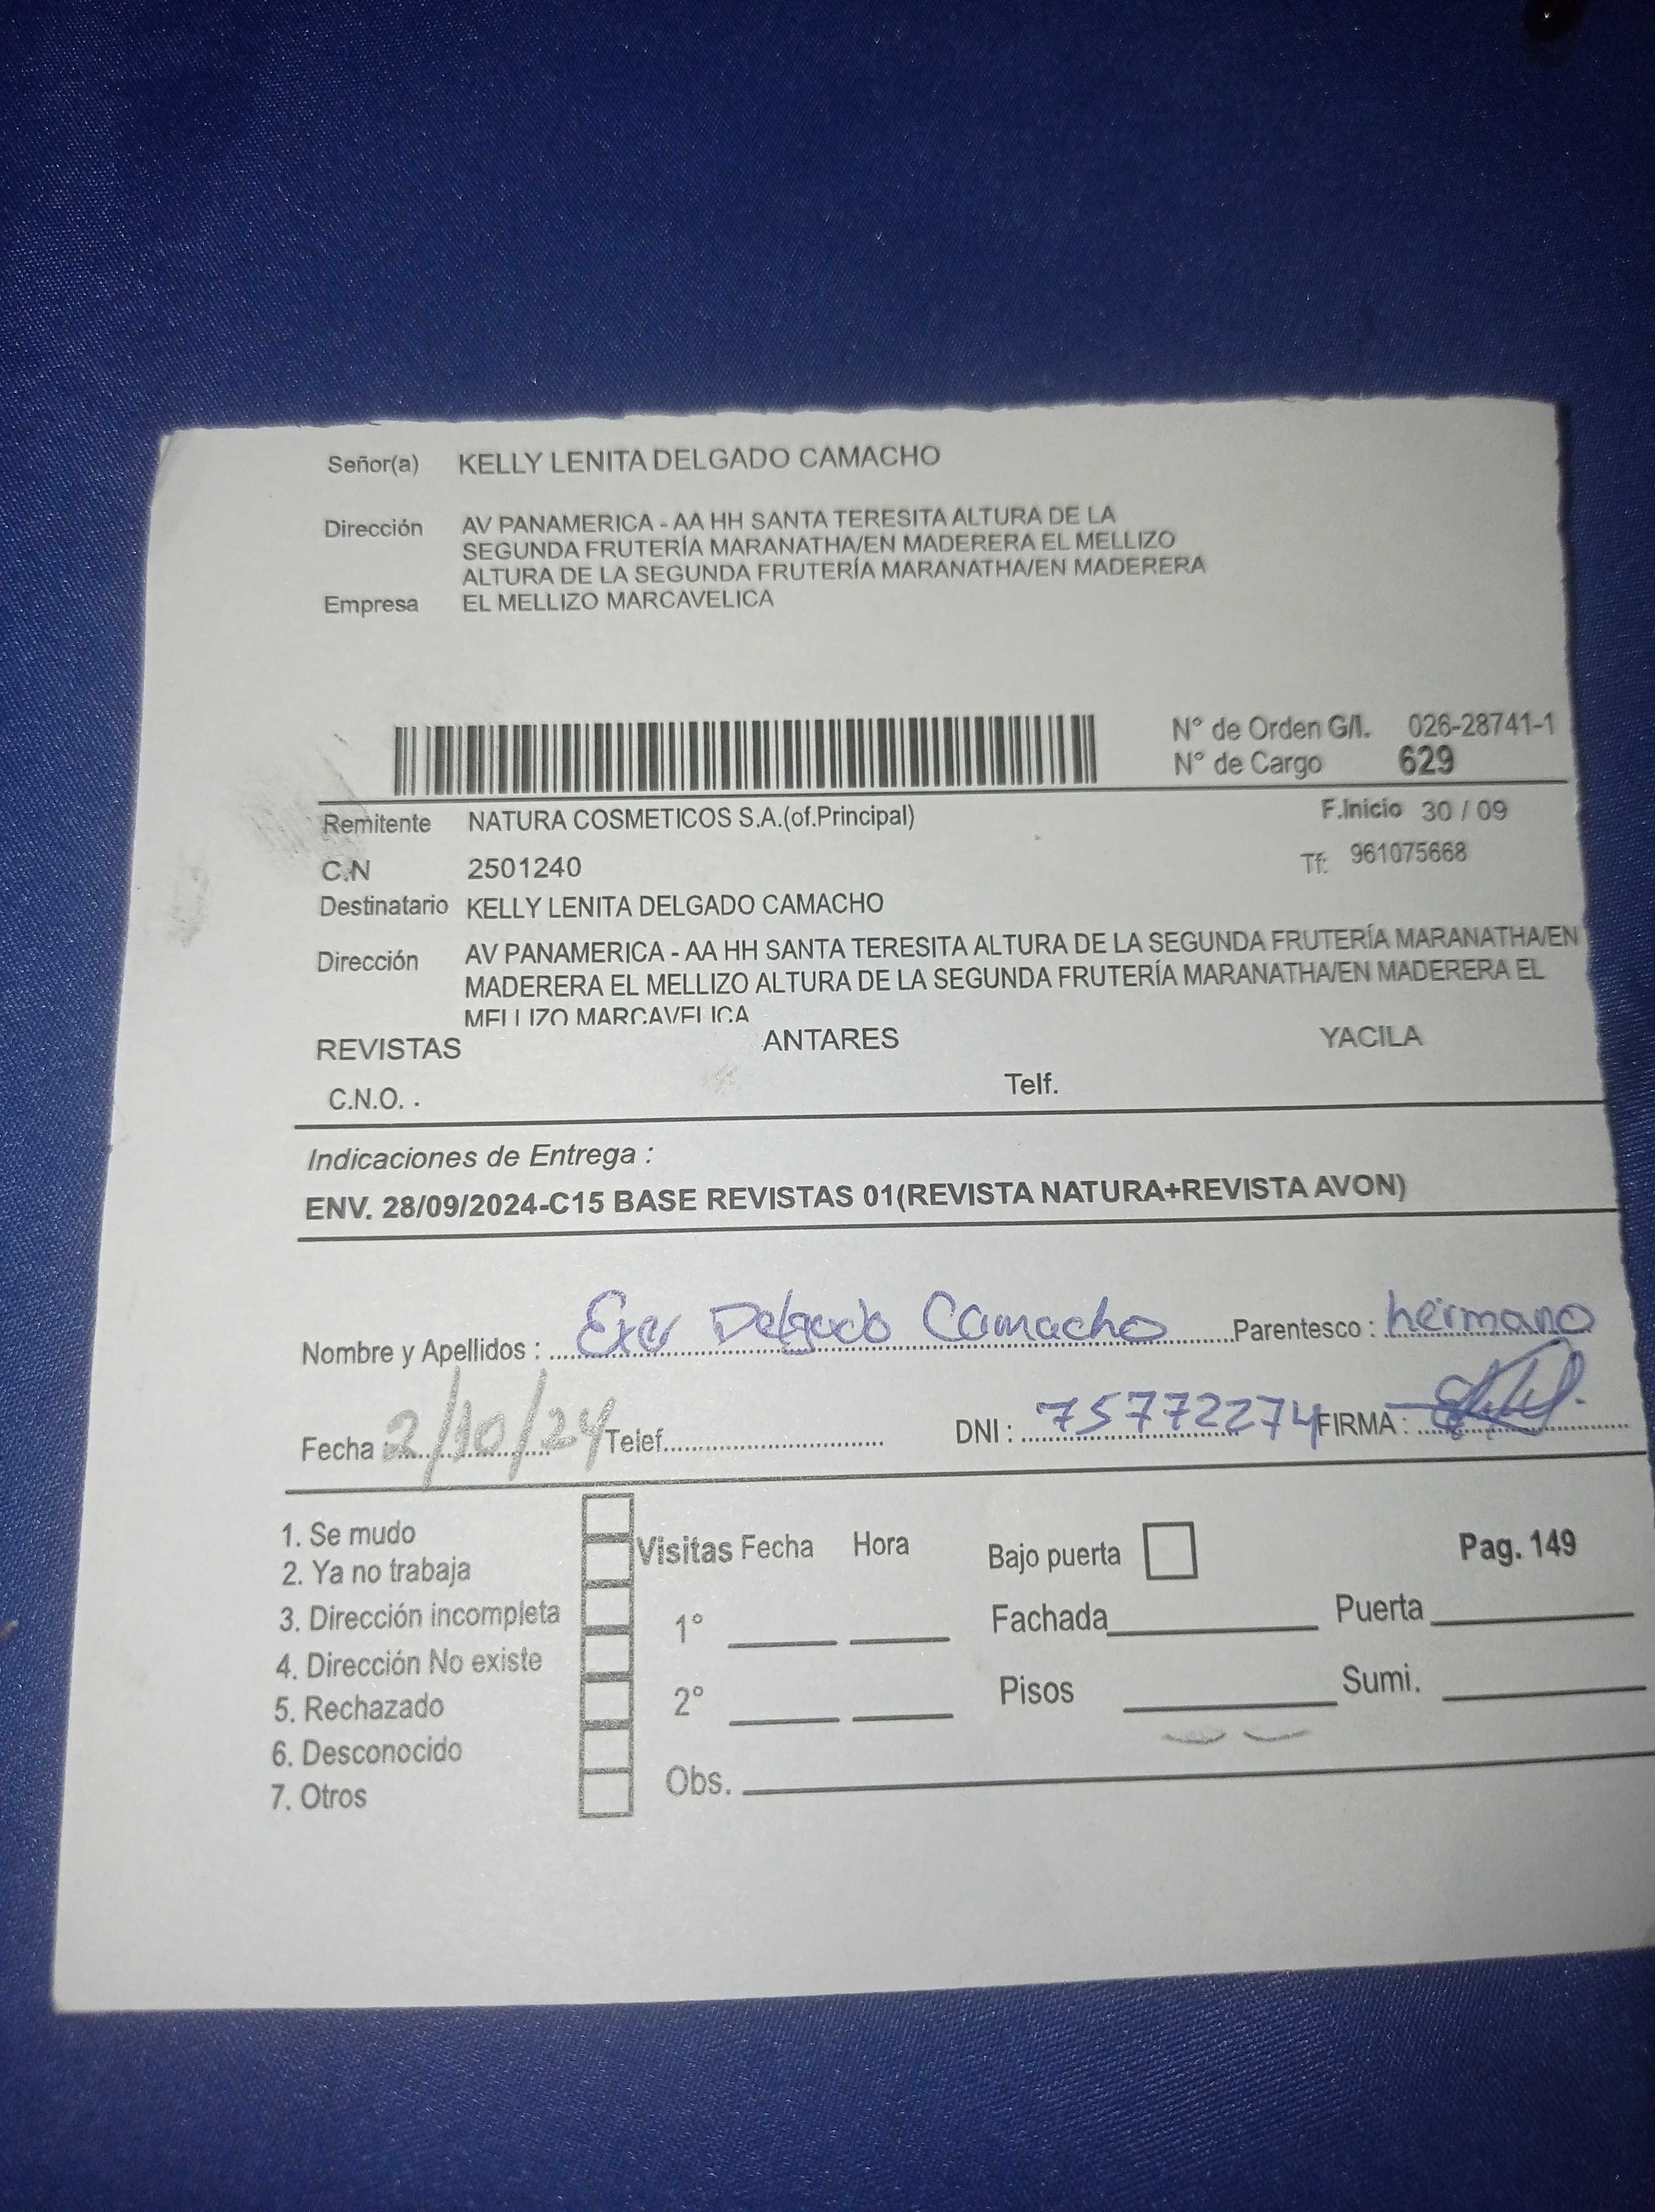 Señor(a) KELLY LENITA DELGADO CAMACHO
Dirección AV PANAMERICA - AA HH SANTA TERESITA ALTURA DE LA
SEGUNDA FRUTERÍA MARANATHA/EN MADERERA EL MELLIZO
ALTURA DE LA SEGUNDA FRUTERÍA MARANATHA/EN MADERERA
Empresa EL MELLIZO MARCAVELICA
N° de Orden G/I. 026-28741-1
N° de Cargo 629
Remitente NATURA COSMETICOS S.A.(of.Principal) F.Inicio 30 / 09
C.N 2501240 Tf: 961075668
Destinatario KELLY LENITA DELGADO CAMACHO
Dirección AV PANAMERICA - AA HH SANTA TERESITA ALTURA DE LA SEGUNDA FRUTERÍA MARANATHA/EN
MADERERA EL MELLIZO ALTURA DE LA SEGUNDA FRUTERÍA MARANATHA/EN MADERERA EL
MELLIZO MARCAVELICA
REVISTAS ANTARES YACILA
C.N.O. . Telf.
Indicaciones de Entrega :
ENV. 28/09/2024-C15 BASE REVISTAS 01(REVISTA NATURA+REVISTA AVON)
Nombre y Apellidos : Exer Delgado Camacho Parentesco : hermano
Fecha : 2/10/24 Telef. DNI : 75772274 FIRMA :
1. Se mudo
2. Ya no trabaja Visitas Fecha Hora Bajo puerta Pag. 149
3. Dirección incompleta 1° Fachada Puerta
4. Dirección No existe
5. Rechazado 2° Pisos Sumi.
6. Desconocido
7. Otros Obs.